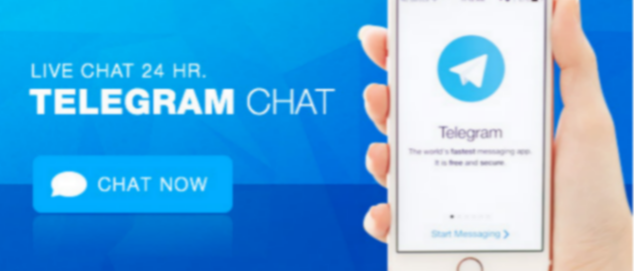 LIVE CHAT 24 HR.
TELEGRAM CHAT
CHAT NOW
Telegram
The world's fastest messaging app.
It is free and secure.
Start Messaging